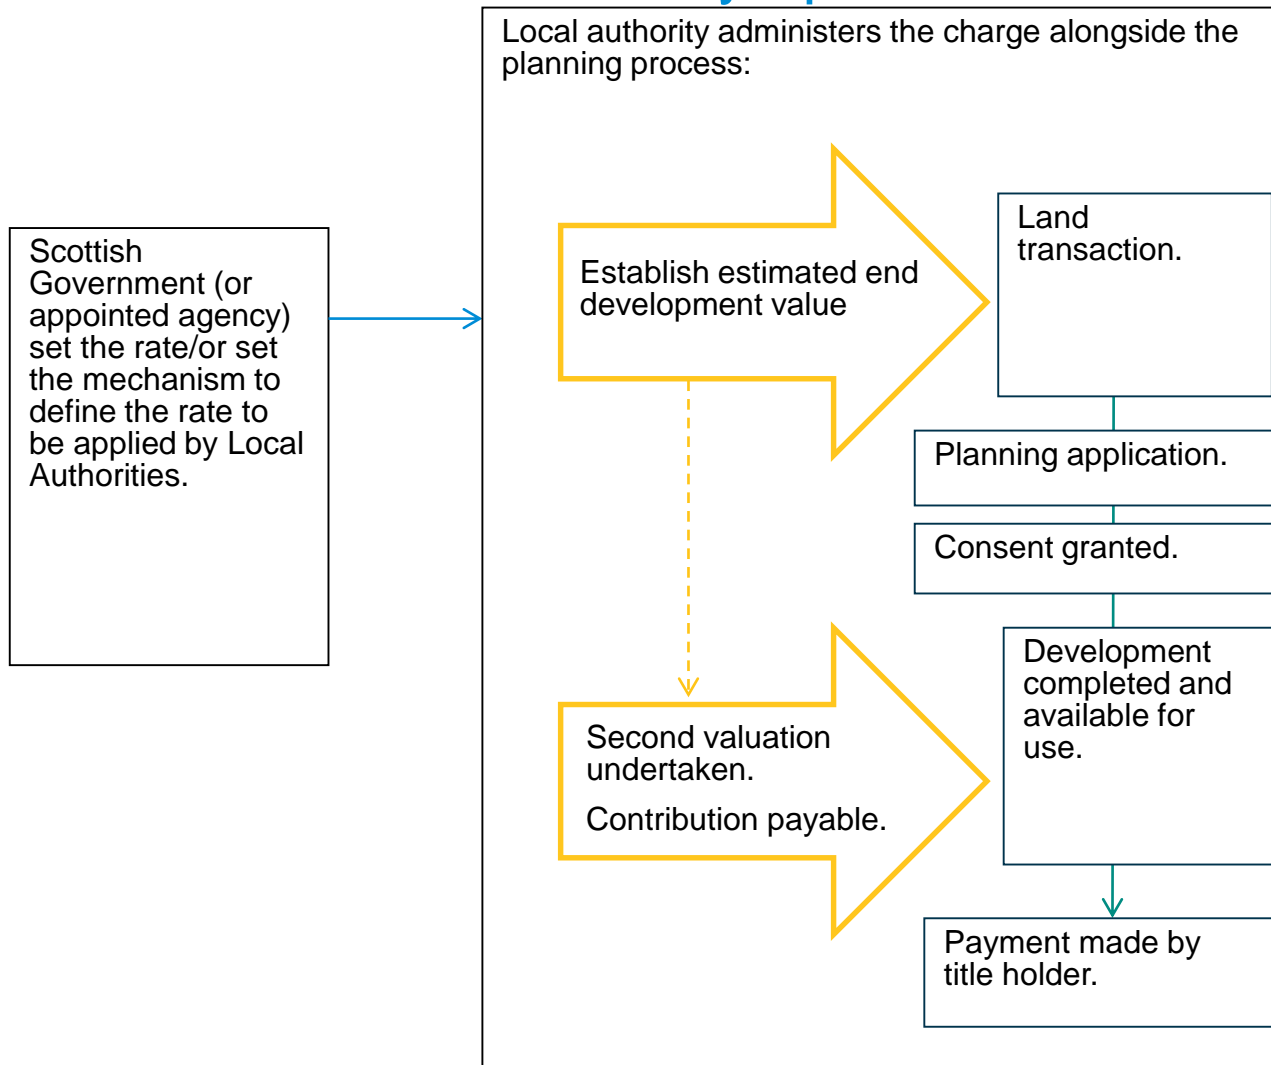 Local authority administers the charge alongside the
planning process:
Scottish
Government (or
appointed agency)
set the rate/or set
the mechanism to
define the rate to
be applied by Local
Authorities.
Establish estimated end
development value
Land
transaction.
Planning application.
Consent granted.
Second valuation
undertaken.
Contribution payable.
Development
completed and
available for
use.
Payment made by
title holder.